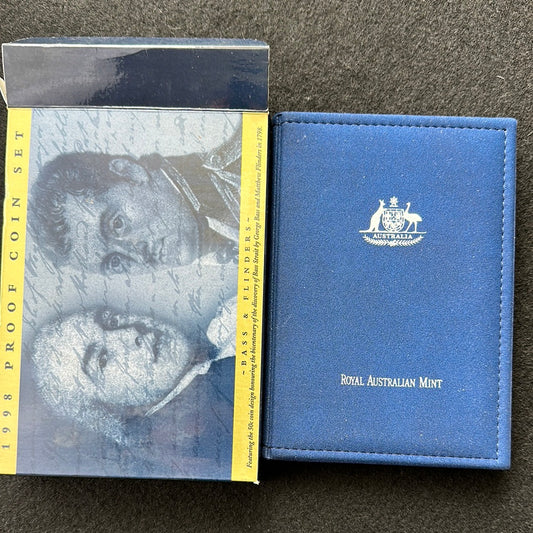 1998 PROOF COIN SET
~ BASS & FLINDERS ~
Featuring the 50c coin design honouring the bicentenary of the discovery of Bass Strait by George Bass and Matthew Flinders in 1798.
AUSTRALIA
ROYAL AUSTRALIAN MINT